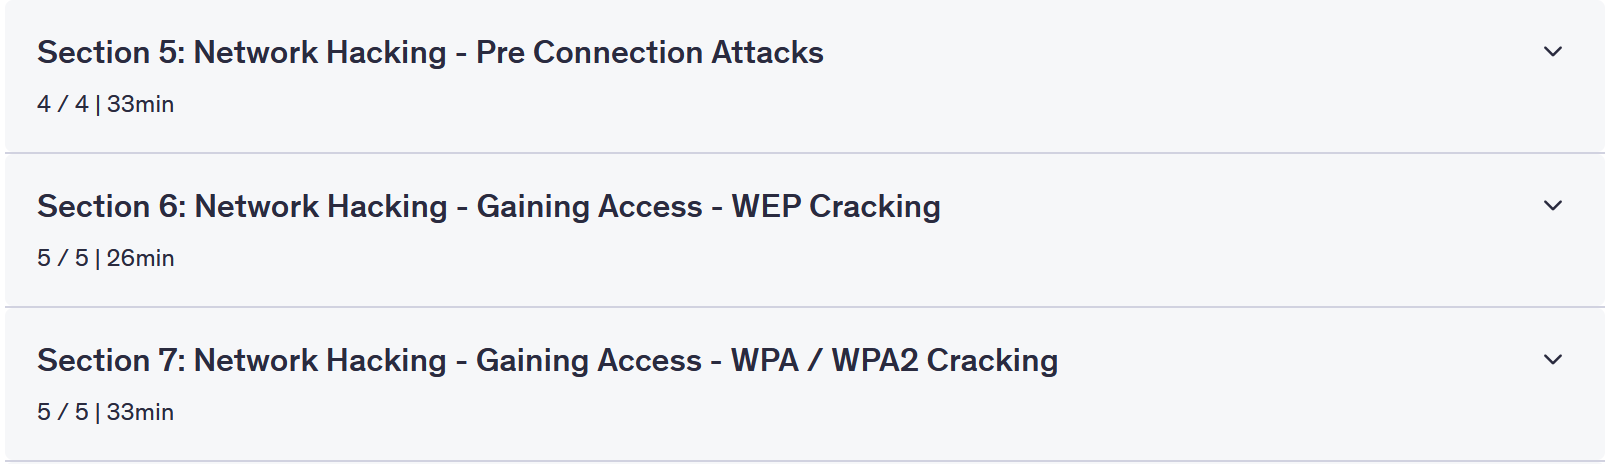 Section 5: Network Hacking - Pre Connection Attacks
4 / 4 | 33min
Section 6: Network Hacking - Gaining Access - WEP Cracking
5 / 5 | 26min
Section 7: Network Hacking - Gaining Access - WPA / WPA2 Cracking
5 / 5 | 33min